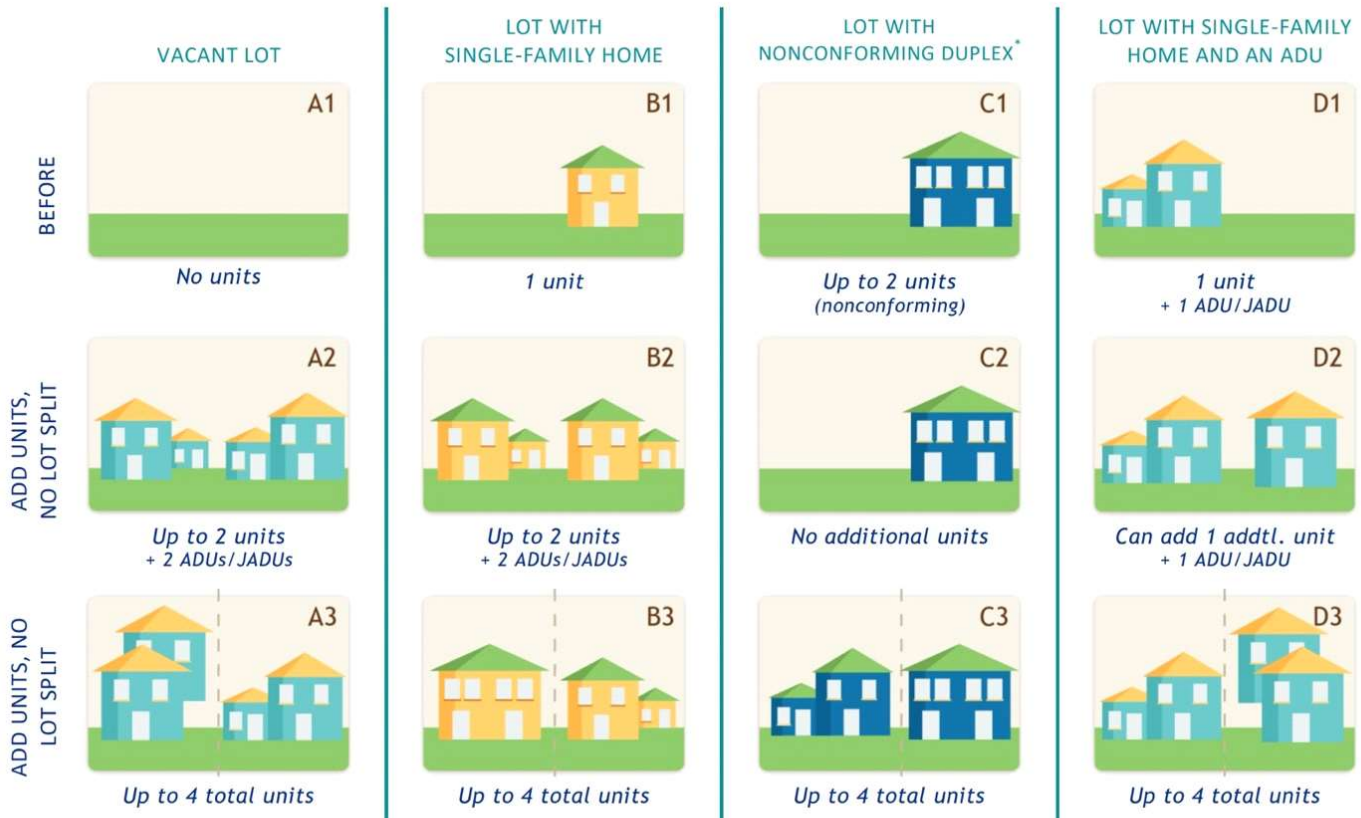 VACANT LOT
LOT WITH
SINGLE-FAMILY HOME
LOT WITH
NONCONFORMING DUPLEX*
LOT WITH SINGLE-FAMILY
HOME AND AN ADU
BEFORE
A1
B1
C1
D1
No units
1 unit
Up to 2 units
(nonconforming)
1 unit
+ 1 ADU/JADU
ADD UNITS,
NO LOT SPLIT
A2
B2
C2
D2
Up to 2 units
+ 2 ADUs/JADUs
Up to 2 units
+ 2 ADUs/JADUs
No additional units
Can add 1 addtl. unit
+ 1 ADU/JADU
ADD UNITS, NO
LOT SPLIT
A3
B3
C3
D3
Up to 4 total units
Up to 4 total units
Up to 4 total units
Up to 4 total units